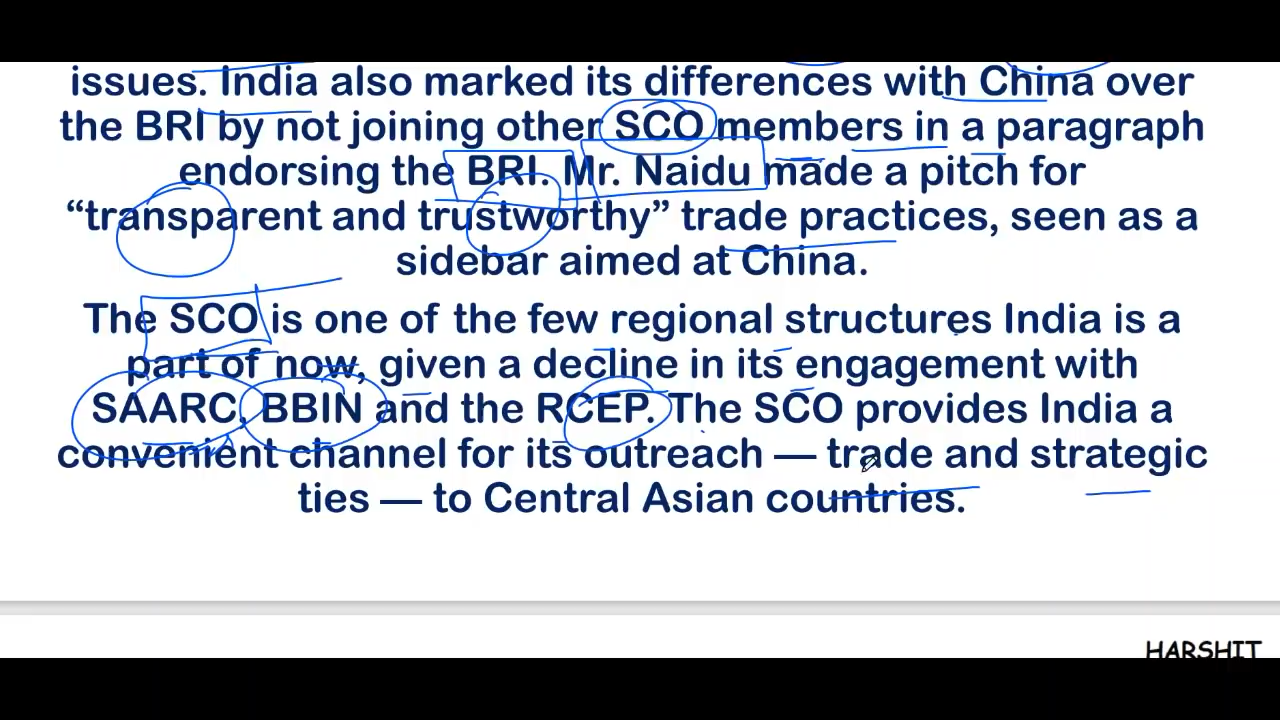 issues. India also marked its differences with China over
the BRI by not joining other SCO members in a paragraph
endorsing the BRI. Mr. Naidu made a pitch for
“transparent and trustworthy” trade practices, seen as a
sidebar aimed at China.
The SCO is one of the few regional structures India is a
part of now, given a decline in its engagement with
SAARC, BBIN and the RCEP. The SCO provides India a
convenient channel for its outreach — trade and strategic
ties — to Central Asian countries.
HARSHIT